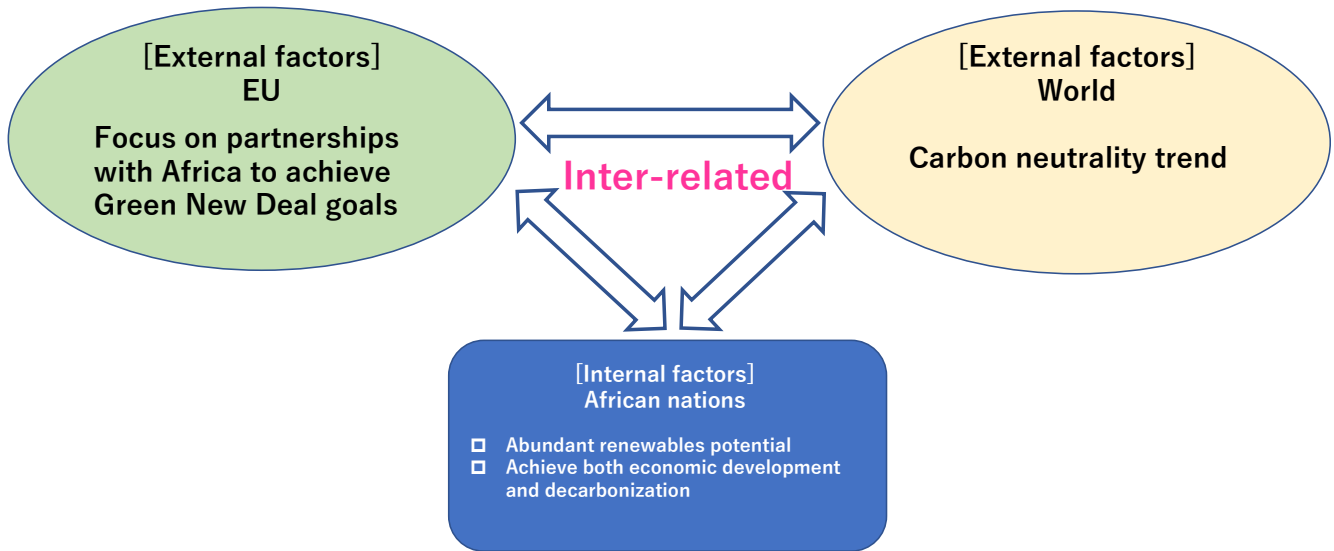 [External factors]
EU
Focus on partnerships
with Africa to achieve
Green New Deal goals
[External factors]
World
Carbon neutrality trend
Inter-related
[Internal factors]
African nations
Abundant renewables potential
Achieve both economic development
and decarbonization